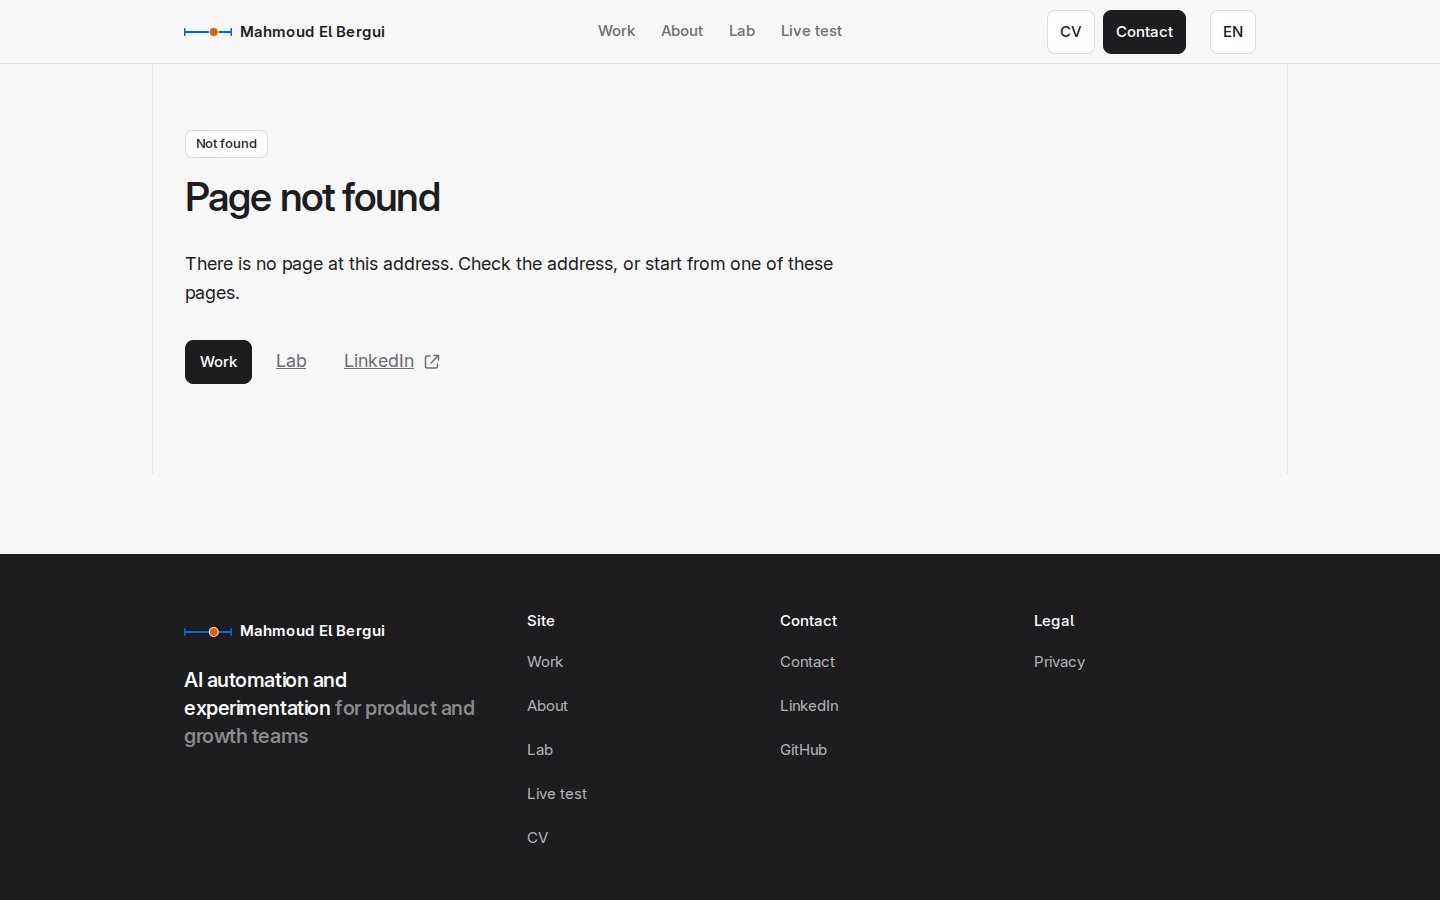 Mahmoud El Bergui
Work About Lab Live test
CV Contact EN
Not found
Page not found
There is no page at this address. Check the address, or start from one of these
pages.
Work Lab LinkedIn
Mahmoud El Bergui
AI automation and
experimentation for product and
growth teams
Site
Work
About
Lab
Live test
CV
Contact
Contact
LinkedIn
GitHub
Legal
Privacy